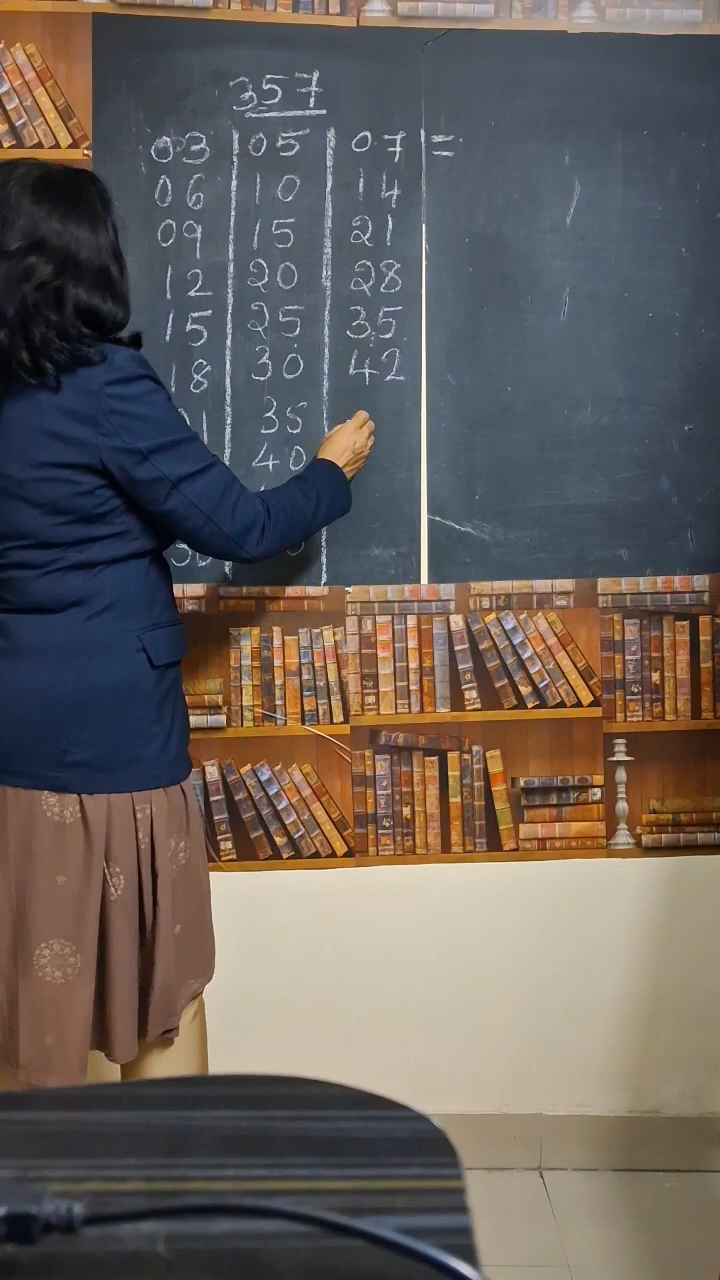 357
03 | 05 | 07 =
06 | 10 | 14
09 | 15 | 21
12 | 20 | 28
15 | 25 | 35
18 | 30 | 42
35
40